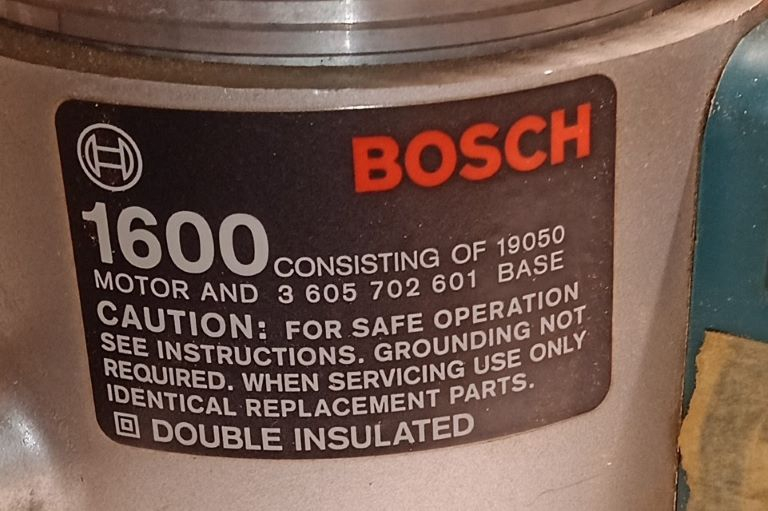 BOSCH
1600 CONSISTING OF 19050
MOTOR AND 3 605 702 601 BASE
CAUTION: FOR SAFE OPERATION
SEE INSTRUCTIONS. GROUNDING NOT
REQUIRED. WHEN SERVICING USE ONLY
IDENTICAL REPLACEMENT PARTS.
DOUBLE INSULATED